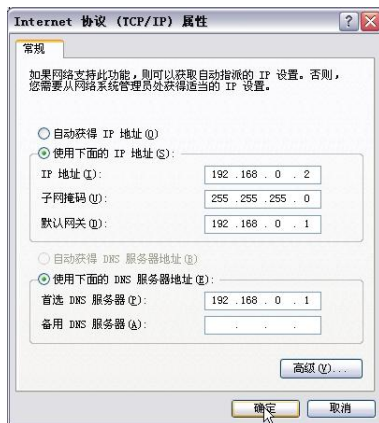 Internet 协议 (TCP/IP) 属性
常规
如果网络支持此功能，则可以获取自动指派的 IP 设置。否则，
您需要从网络系统管理员处获得适当的 IP 设置。
自动获得 IP 地址(O)
使用下面的 IP 地址(S):
IP 地址(I): 192 .168 . 0 . 2
子网掩码(U): 255 .255 .255 . 0
默认网关(D): 192 .168 . 0 . 1
自动获得 DNS 服务器地址(B)
使用下面的 DNS 服务器地址(E):
首选 DNS 服务器(P): 192 .168 . 0 . 1
备用 DNS 服务器(A): . . .
高级(V)...
确定 取消